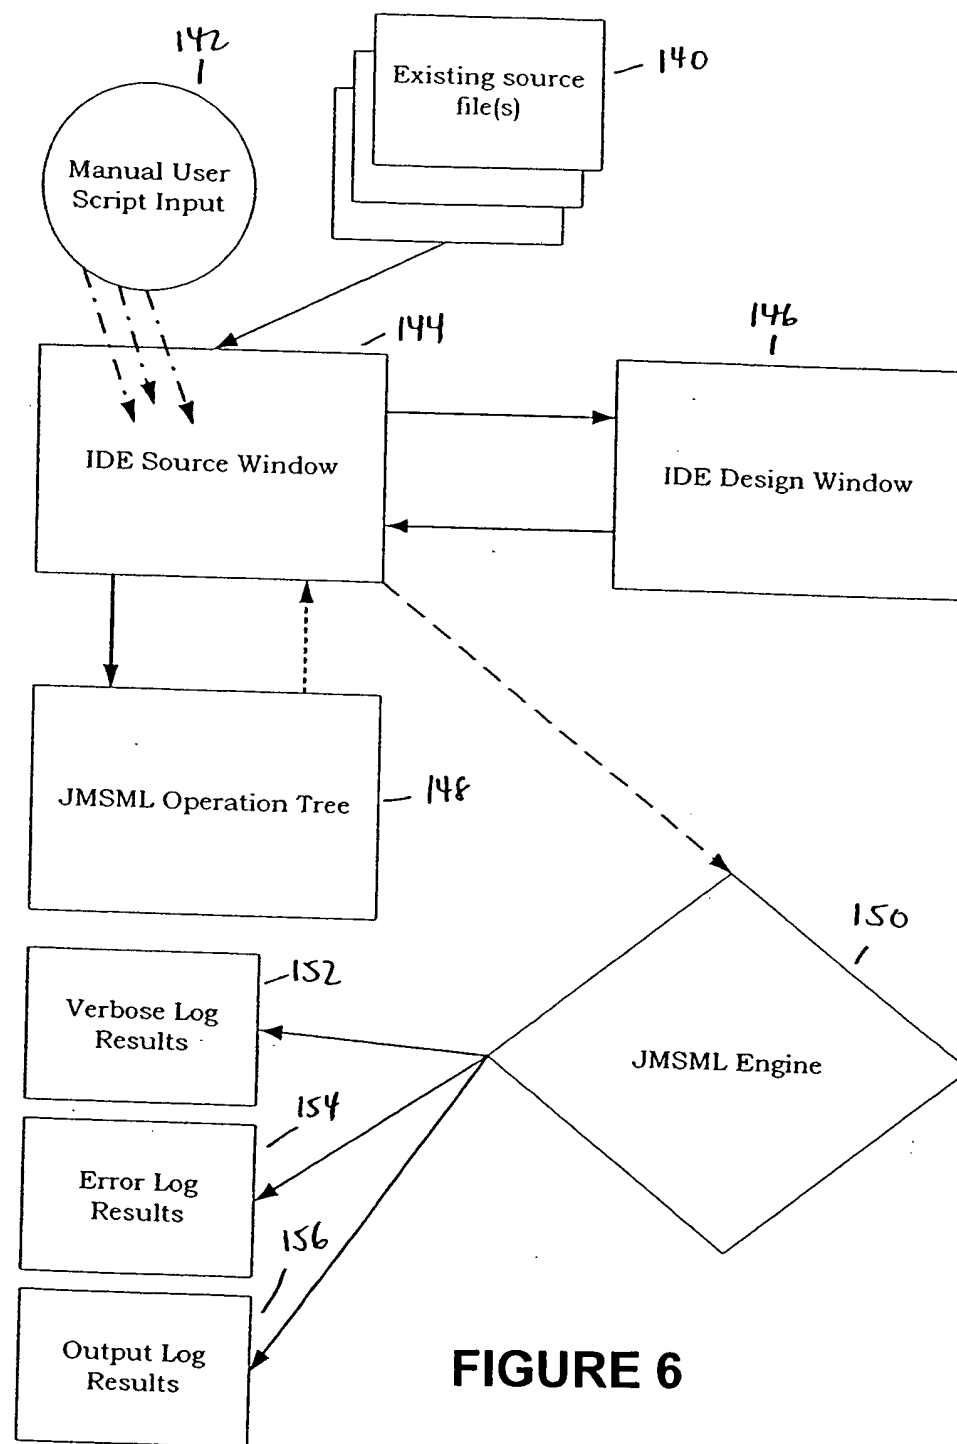 142
140
Existing source
file(s)
Manual User
Script Input
144
146
IDE Source Window
IDE Design Window
JMSML Operation Tree
148
150
152
Verbose Log
Results
JMSML Engine
154
Error Log
Results
156
Output Log
Results
FIGURE 6